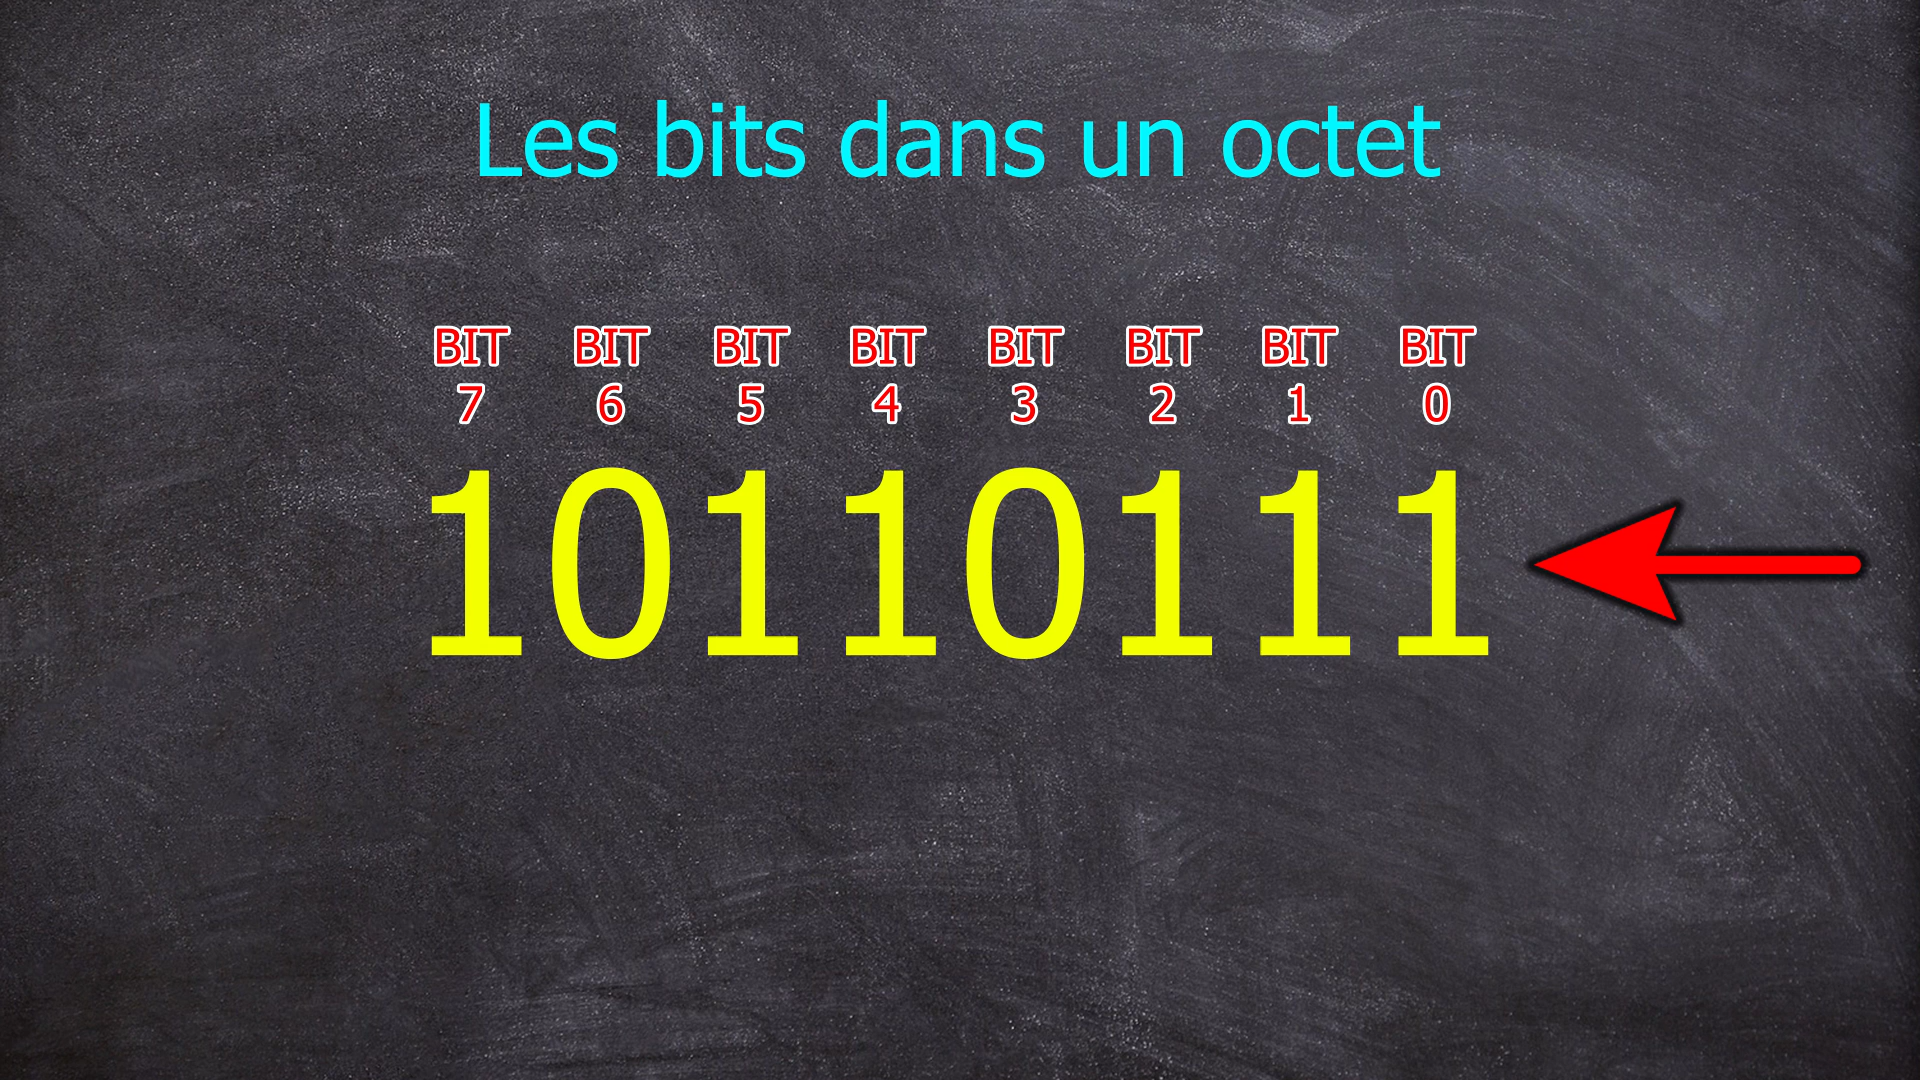 Les bits dans un octet
BIT BIT BIT BIT BIT BIT BIT BIT
7 6 5 4 3 2 1 0
10110111